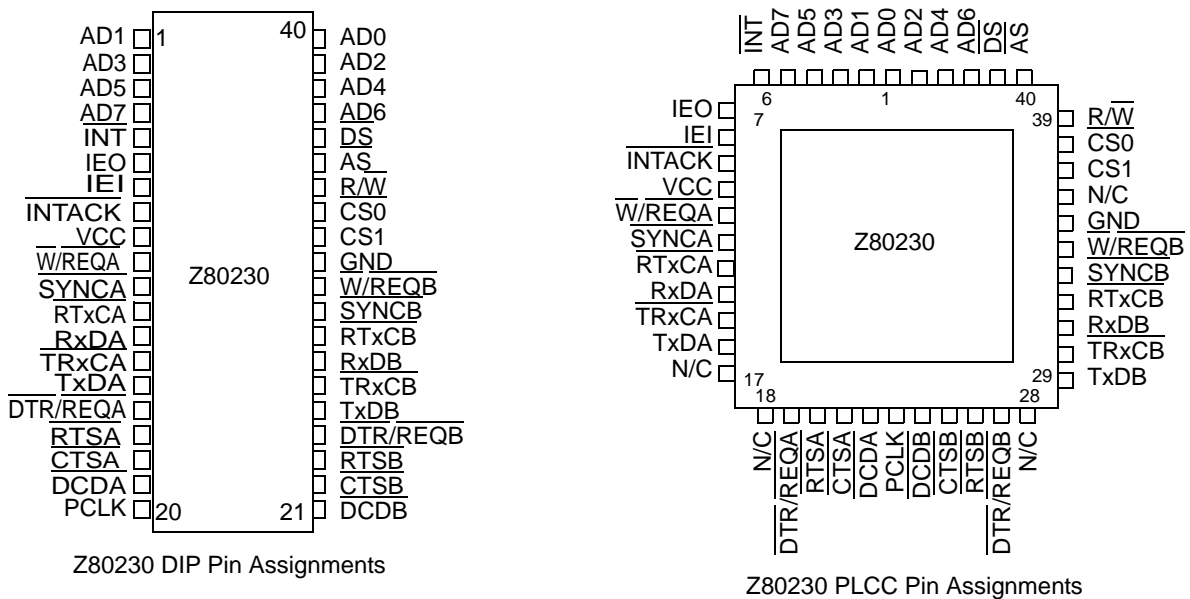 AD1 1 40 AD0
AD3 AD2
AD5 AD4
AD7 AD6
INT DS
IEO AS
IEI R/W
INTACK CS0
VCC CS1
W/REQA GND
SYNCA W/REQB
RTxCA SYNCB
RxDA RTxCB
TRxCA RxDB
TxDA TRxCB
DTR/REQA TxDB
RTSA DTR/REQB
CTSA RTSB
DCDA CTSB
PCLK 20 21 DCDB
Z80230
Z80230 DIP Pin Assignments
INT AD7 AD5 AD3 AD1 AD0 AD2 AD4 AD6 DS AS
6 1 40
7 39
IEO R/W
IEI CS0
INTACK CS1
VCC N/C
W/REQA GND
SYNCA W/REQB
RTxCA SYNCB
RxDA RTxCB
TRxCA RxDB
TxDA TRxCB
N/C TxDB
Z80230
17 29
18 28
N/C DTR/REQA RTSA CTSA DCDA PCLK DCDB CTSB RTSB DTR/REQB N/C
Z80230 PLCC Pin Assignments